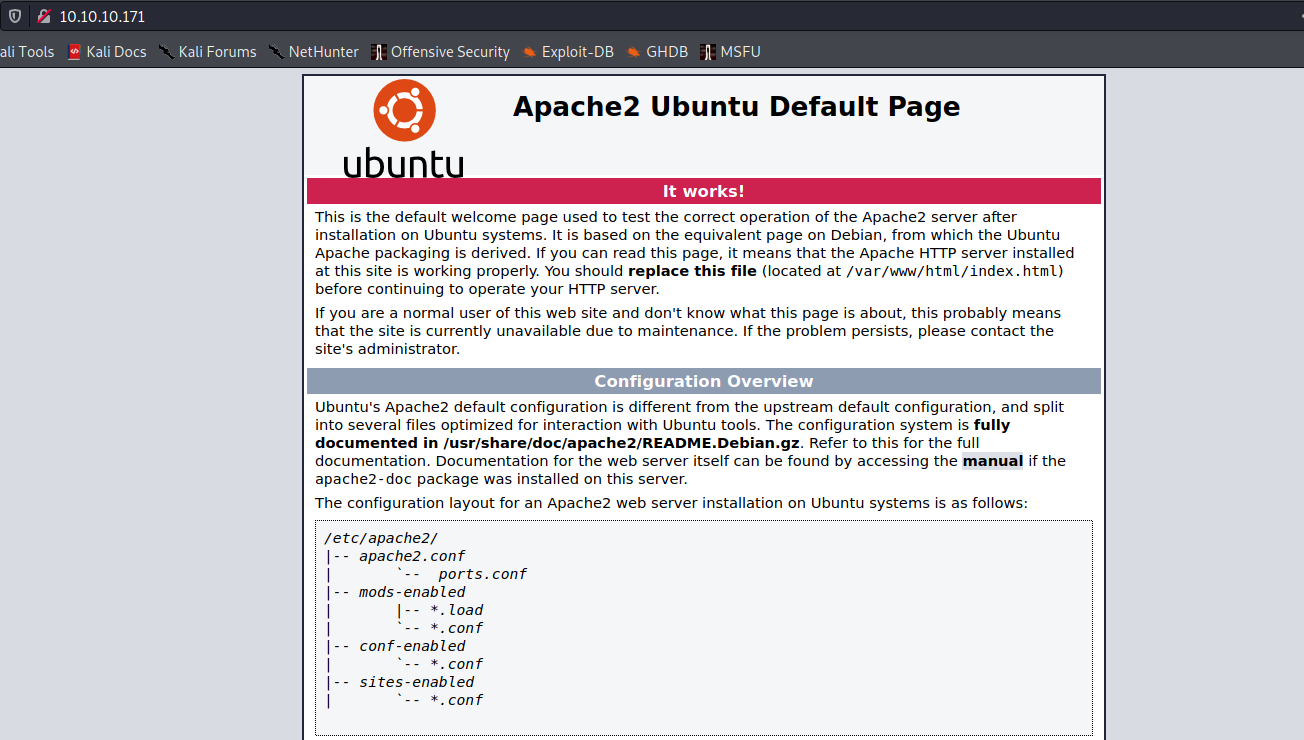 10.10.10.171
ali Tools Kali Docs Kali Forums NetHunter Offensive Security Exploit-DB GHDB MSFU
ubuntu
Apache2 Ubuntu Default Page
It works!
This is the default welcome page used to test the correct operation of the Apache2 server after
installation on Ubuntu systems. It is based on the equivalent page on Debian, from which the Ubuntu
Apache packaging is derived. If you can read this page, it means that the Apache HTTP server installed
at this site is working properly. You should replace this file (located at /var/www/html/index.html)
before continuing to operate your HTTP server.
If you are a normal user of this web site and don't know what this page is about, this probably means
that the site is currently unavailable due to maintenance. If the problem persists, please contact the
site's administrator.
Configuration Overview
Ubuntu's Apache2 default configuration is different from the upstream default configuration, and split
into several files optimized for interaction with Ubuntu tools. The configuration system is fully
documented in /usr/share/doc/apache2/README.Debian.gz. Refer to this for the full
documentation. Documentation for the web server itself can be found by accessing the manual if the
apache2-doc package was installed on this server.
The configuration layout for an Apache2 web server installation on Ubuntu systems is as follows:
/etc/apache2/
|-- apache2.conf
|       `--  ports.conf
|-- mods-enabled
|       |-- *.load
|       `-- *.conf
|-- conf-enabled
|       `-- *.conf
|-- sites-enabled
|       `-- *.conf